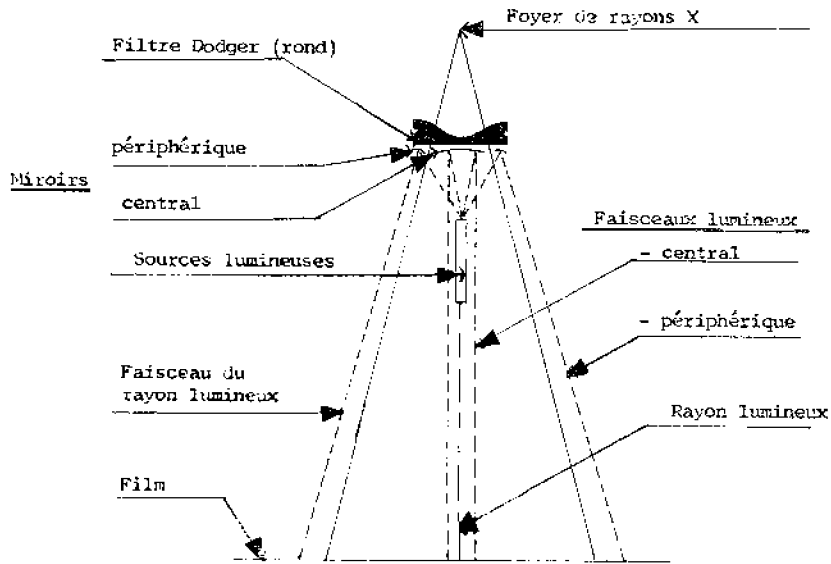 Foyer de rayons X
Filtre Dodger (rond)
périphérique
Miroirs
central
Faisceaux lumineux
Sources lumineuses
- central
- périphérique
Faisceau du
rayon lumineux
Rayon lumineux
Film